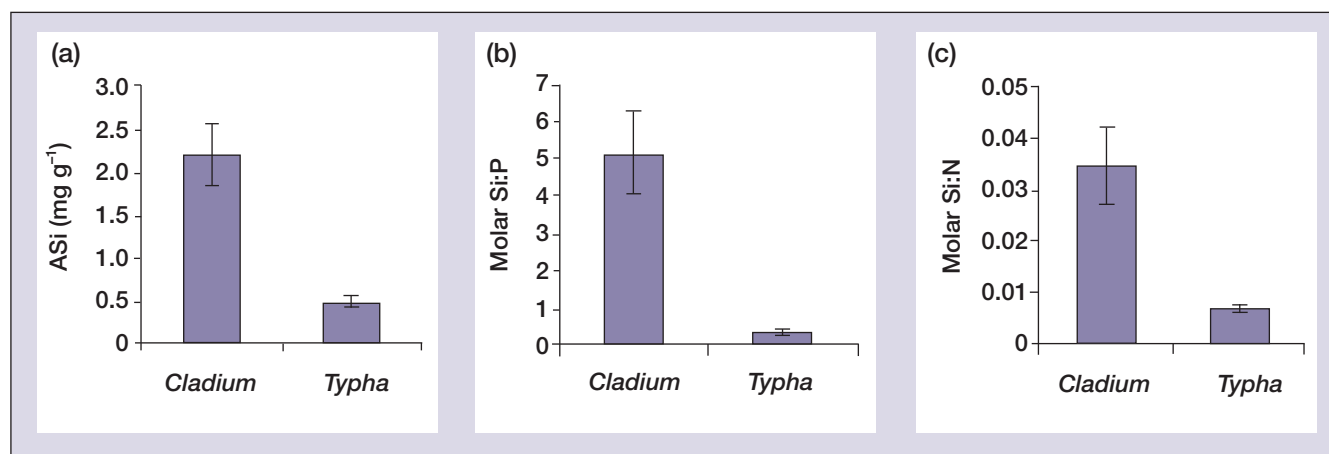 (a)
3.0
2.5
2.0
1.5
1.0
0.5
0
ASi (mg g⁻¹)
Cladium Typha
(b)
7
6
5
4
3
2
1
0
Molar Si:P
Cladium Typha
(c)
0.05
0.04
0.03
0.02
0.01
0
Molar Si:N
Cladium Typha